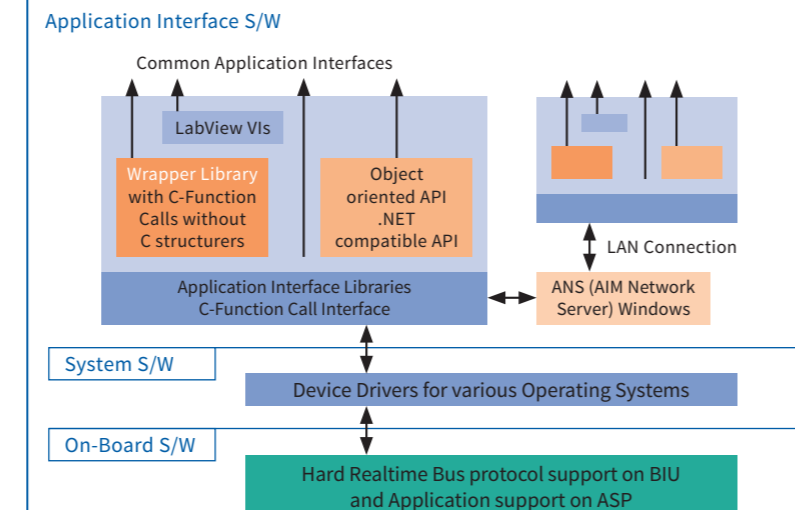 Application Interface S/W
Common Application Interfaces
LabView VIs
Wrapper Library
with C-Function
Calls without
C structurers
Object
oriented API
.NET
compatible API
LAN Connection
Application Interface Libraries
C-Function Call Interface
ANS (AIM Network
Server) Windows
System S/W
Device Drivers for various Operating Systems
On-Board S/W
Hard Realtime Bus protocol support on BIU
and Application support on ASP